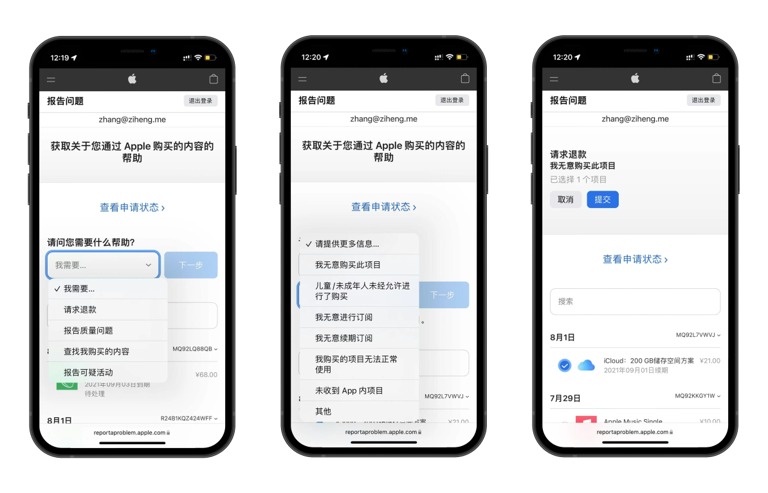 12:19
报告问题
退出登录
zhang@ziheng.me
获取关于您通过 Apple 购买的内容的
帮助
查看申请状态 ›
请问您需要什么帮助?
我需要...
下一步
✓ 我需要...
请求退款
报告质量问题
查找我购买的内容
报告可疑活动
MQ92LQ88QB
¥68.00
2021年09月03日到期
待处理
8月1日
R24B1KQZ424WFF
reportaproblem.apple.com
12:20
报告问题
退出登录
zhang@ziheng.me
获取关于您通过 Apple 购买的内容的
帮助
查看申请状态 ›
✓ 请提供更多信息...
我无意购买此项目
儿童/未成年人未经允许进
行了购买
我无意进行订阅
我无意续期订阅
我购买的项目无法正常
使用
未收到 App 内项目
其他
下一步
MQ92L7VWVJ
¥21.00
reportaproblem.apple.com
12:20
报告问题
退出登录
zhang@ziheng.me
请求退款
我无意购买此项目
已选择 1 个项目
取消
提交
查看申请状态 ›
搜索
8月1日
MQ92L7VWVJ
iCloud: 200 GB储存空间方案
¥21.00
2021年09月01日续期
7月29日
MQ92KKGY1W
Apple Music Single
¥10.00
reportaproblem.apple.com